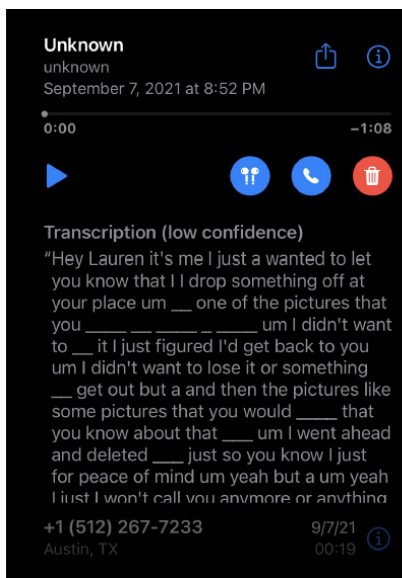 Unknown
unknown
September 7, 2021 at 8:52 PM
0:00 −1:08
Transcription (low confidence)
“Hey Lauren it's me I just a wanted to let
you know that I I drop something off at
your place um __ one of the pictures that
you ____ __ ____ _ ____ um I didn't want
to __ it I just figured I'd get back to you
um I didn't want to lose it or something
__ get out but a and then the pictures like
some pictures that you would ____ that
you know about that ___ um I went ahead
and deleted ___ just so you know I just
for peace of mind um yeah but a um yeah
I just I won't call you anymore or anything
+1 (512) 267-7233 9/7/21
Austin, TX 00:19